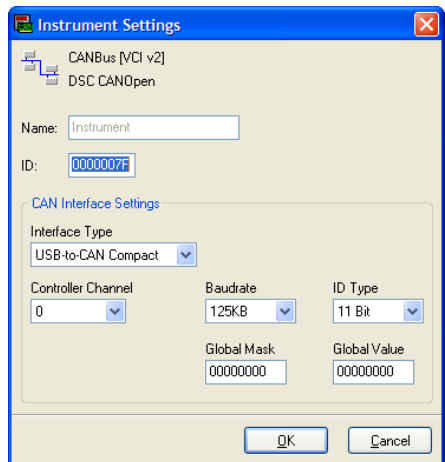 Instrument Settings
CANBus [VCI v2]
DSC CANOpen
Name: Instrument
ID: 0000007F
CAN Interface Settings
Interface Type
USB-to-CAN Compact
Controller Channel Baudrate ID Type
0 125KB 11 Bit
Global Mask Global Value
00000000 00000000
OK Cancel